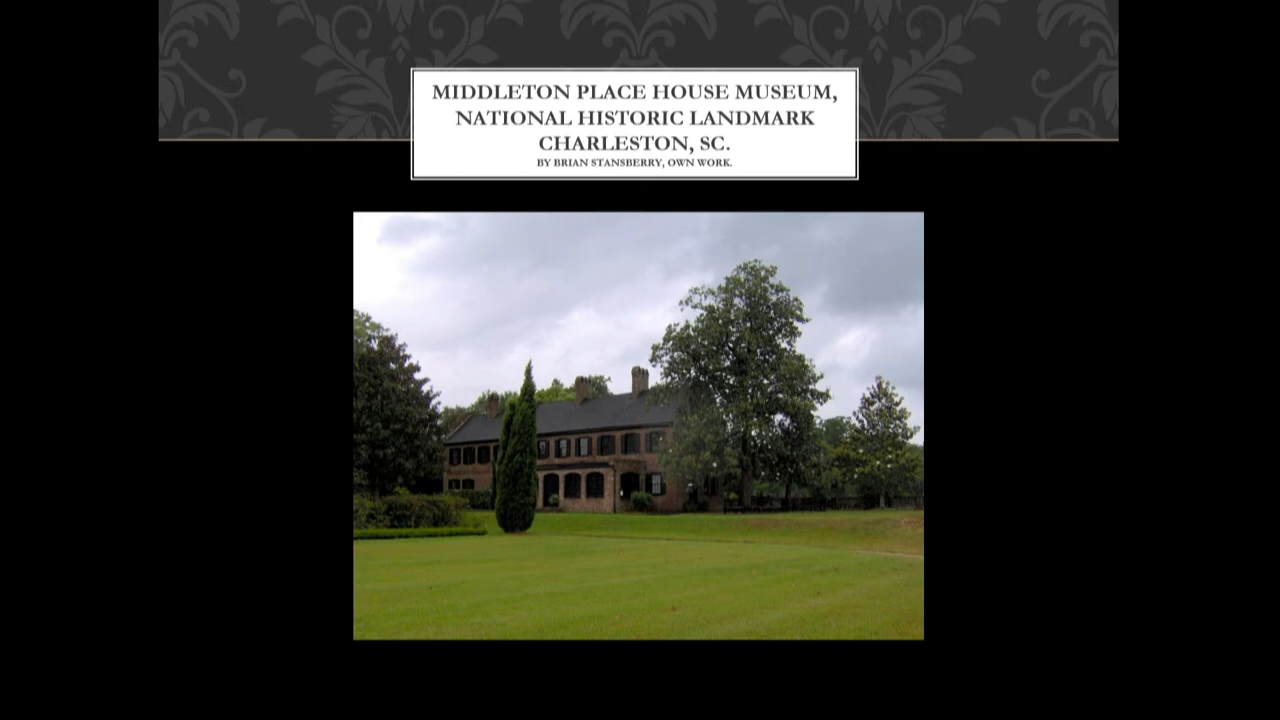 MIDDLETON PLACE HOUSE MUSEUM,
NATIONAL HISTORIC LANDMARK
CHARLESTON, SC.
BY BRIAN STANSBERRY, OWN WORK.